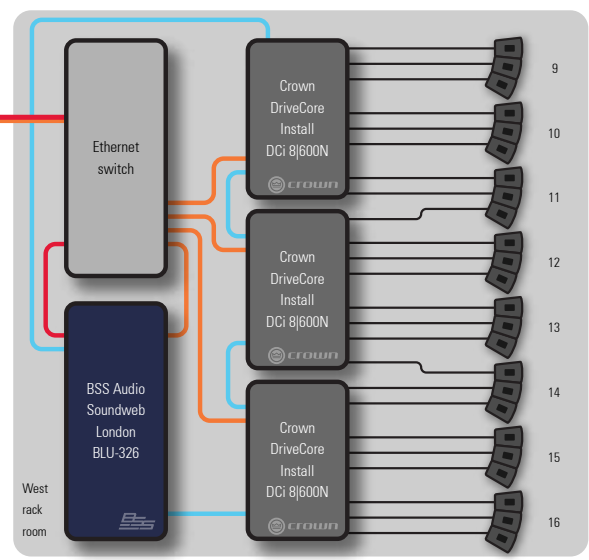 Ethernet
switch
BSS Audio
Soundweb
London
BLU-326
BSS
West
rack
room
Crown
DriveCore
Install
DCi 8|600N
crown
Crown
DriveCore
Install
DCi 8|600N
crown
Crown
DriveCore
Install
DCi 8|600N
crown
9
10
11
12
13
14
15
16